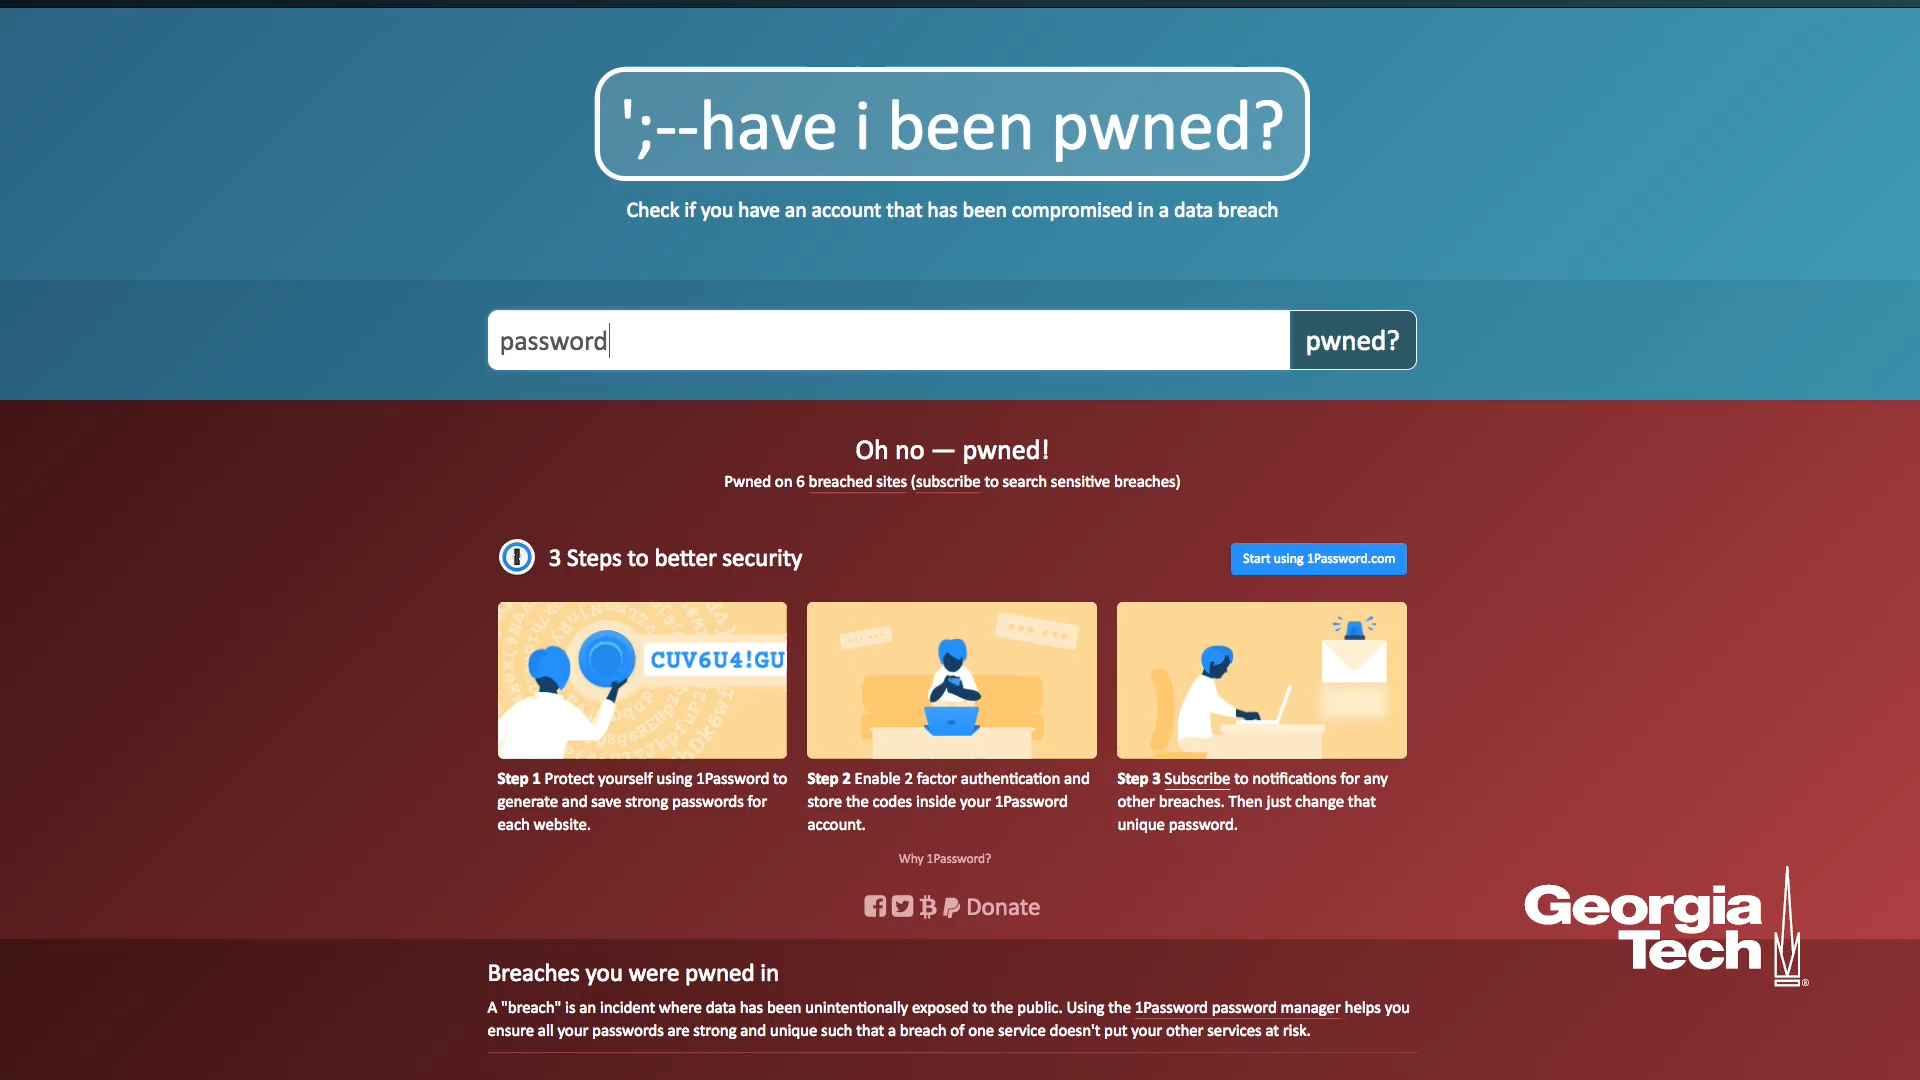 ';--have i been pwned?
Check if you have an account that has been compromised in a data breach
password
pwned?
Oh no — pwned!
Pwned on 6 breached sites (subscribe to search sensitive breaches)
3 Steps to better security
Start using 1Password.com
CUV6U4!GU
Step 1 Protect yourself using 1Password to
generate and save strong passwords for
each website.
Step 2 Enable 2 factor authentication and
store the codes inside your 1Password
account.
Step 3 Subscribe to notifications for any
other breaches. Then just change that
unique password.
Why 1Password?
Donate
Georgia
Tech
®
Breaches you were pwned in
A "breach" is an incident where data has been unintentionally exposed to the public. Using the 1Password password manager helps you
ensure all your passwords are strong and unique such that a breach of one service doesn't put your other services at risk.